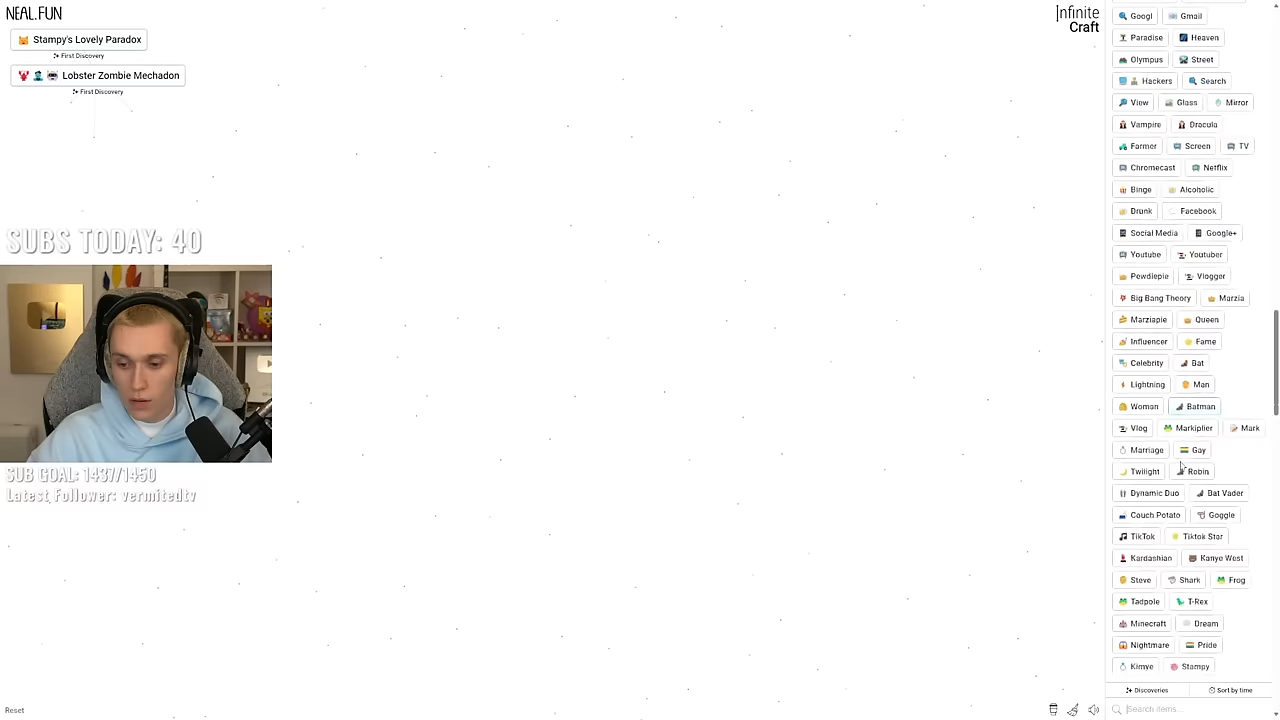 NEAL.FUN
Infinite
Craft
Stampy's Lovely Paradox
First Discovery
Lobster Zombie Mechadon
First Discovery
SUBS TODAY: 40
SUB GOAL: 1437/1450
Latest Follower: vermitedtv
Reset
Googl Gmail
Paradise Heaven
Olympus Street
Hackers Search
View Glass Mirror
Vampire Dracula
Farmer Screen TV
Chromecast Netflix
Binge Alcoholic
Drunk Facebook
Social Media Google+
Youtube Youtuber
Pewdiepie Vlogger
Big Bang Theory Marzia
Marziapie Queen
Influencer Fame
Celebrity Bat
Lightning Man
Woman Batman
Vlog Markiplier Mark
Marriage Gay
Twilight Robin
Dynamic Duo Bat Vader
Couch Potato Goggle
TikTok Tiktok Star
Kardashian Kanye West
Steve Shark Frog
Tadpole T-Rex
Minecraft Dream
Nightmare Pride
Kimye Stampy
Discoveries Sort by time
Search items...